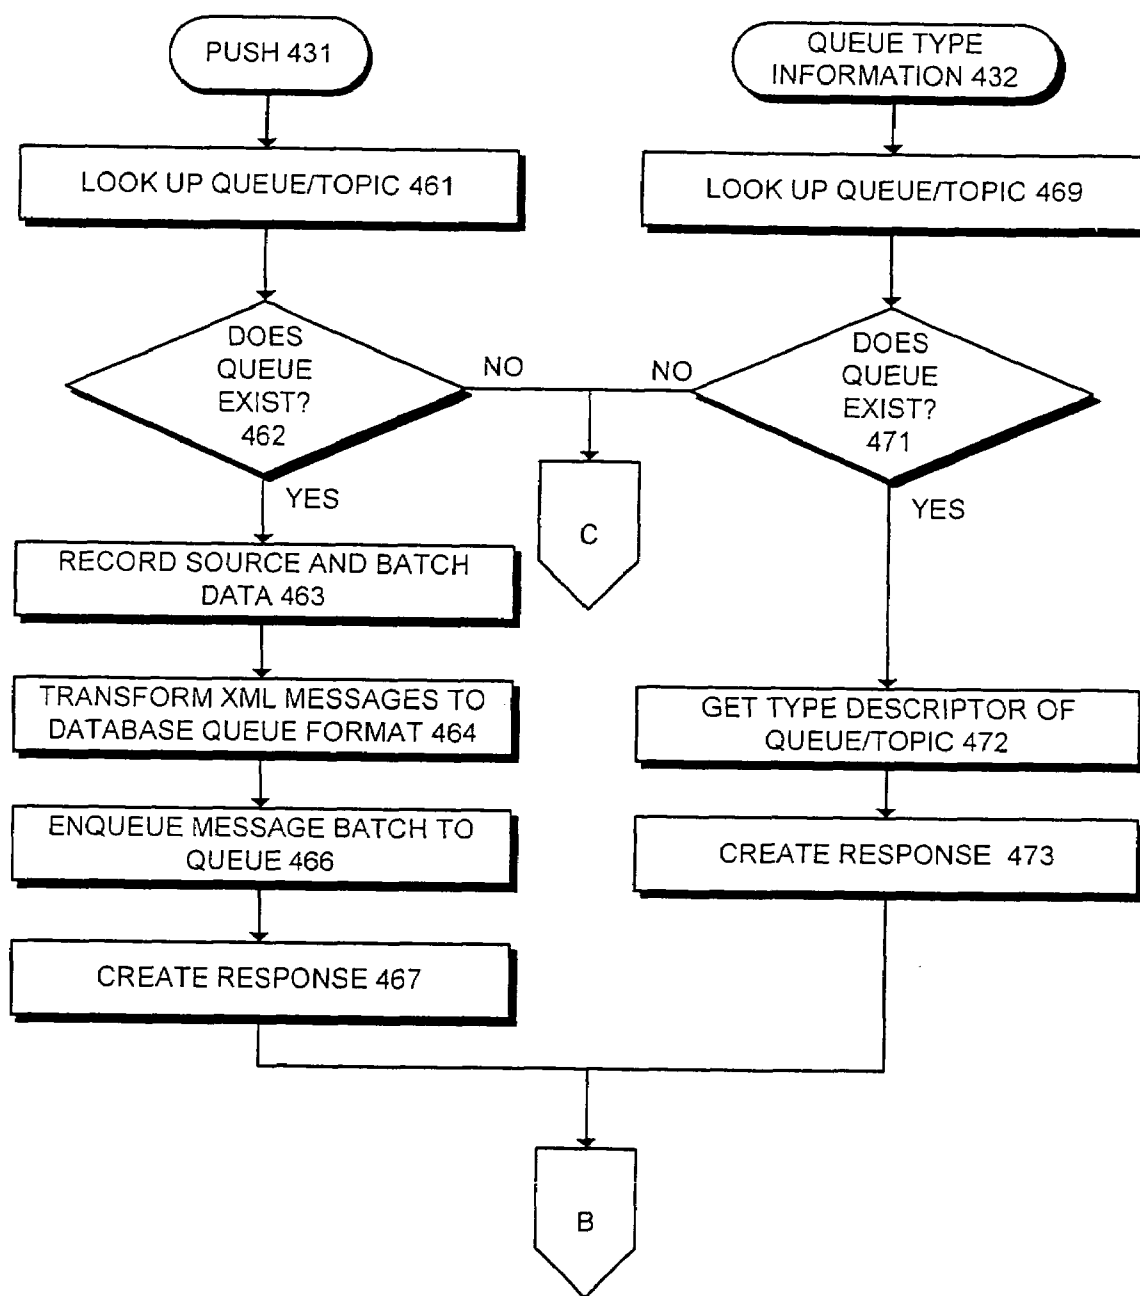 PUSH 431
LOOK UP QUEUE/TOPIC 461
DOES
QUEUE
EXIST?
462
NO
YES
RECORD SOURCE AND BATCH
DATA 463
TRANSFORM XML MESSAGES TO
DATABASE QUEUE FORMAT 464
ENQUEUE MESSAGE BATCH TO
QUEUE 466
CREATE RESPONSE 467
QUEUE TYPE
INFORMATION 432
LOOK UP QUEUE/TOPIC 469
DOES
QUEUE
EXIST?
471
NO
YES
GET TYPE DESCRIPTOR OF
QUEUE/TOPIC 472
CREATE RESPONSE 473
C
B